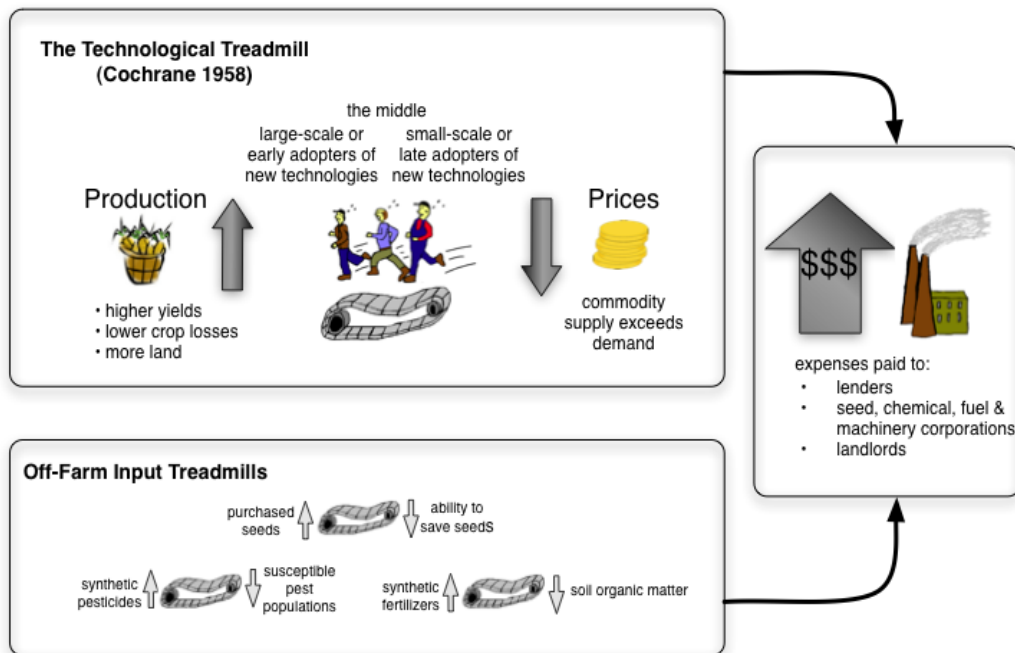 The Technological Treadmill
(Cochrane 1958)
the middle
large-scale or
early adopters of
new technologies
small-scale or
late adopters of
new technologies
Production
• higher yields
• lower crop losses
• more land
Prices
commodity
supply exceeds
demand
$$$
expenses paid to:
• lenders
• seed, chemical, fuel &
machinery corporations
• landlords
Off-Farm Input Treadmills
purchased
seeds
ability to
save seedS
synthetic
pesticides
susceptible
pest
populations
synthetic
fertilizers
soil organic matter